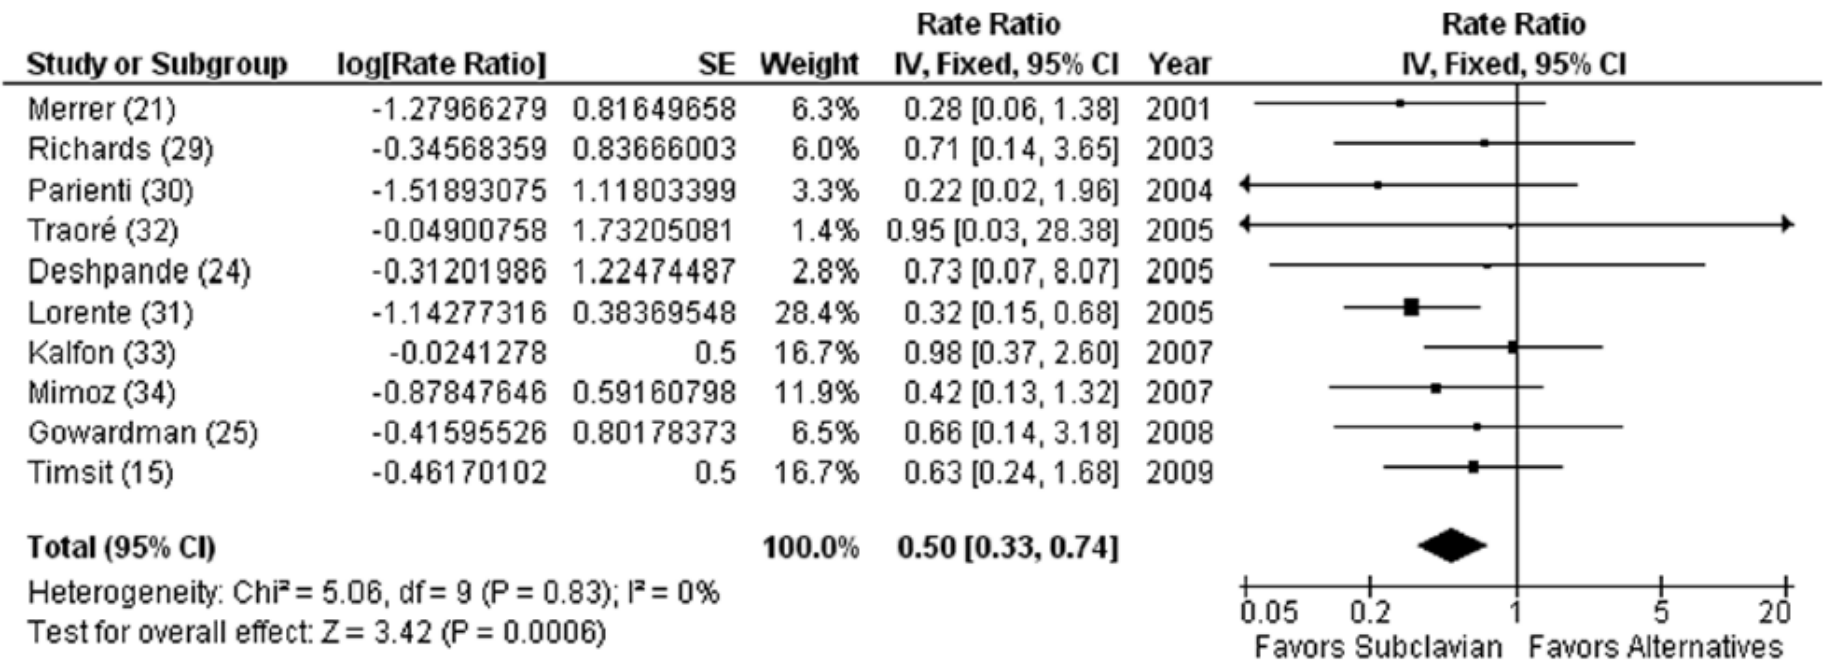 Rate Ratio Rate Ratio
Study or Subgroup log[Rate Ratio] SE Weight IV, Fixed, 95% CI Year IV, Fixed, 95% CI
Merrer (21) -1.27966279 0.81649658 6.3% 0.28 [0.06, 1.38] 2001
Richards (29) -0.34568359 0.83666003 6.0% 0.71 [0.14, 3.65] 2003
Parienti (30) -1.51893075 1.11803399 3.3% 0.22 [0.02, 1.96] 2004
Traoré (32) -0.04900758 1.73205081 1.4% 0.95 [0.03, 28.38] 2005
Deshpande (24) -0.31201986 1.22474487 2.8% 0.73 [0.07, 8.07] 2005
Lorente (31) -1.14277316 0.38369548 28.4% 0.32 [0.15, 0.68] 2005
Kalfon (33) -0.0241278 0.5 16.7% 0.98 [0.37, 2.60] 2007
Mimoz (34) -0.87847646 0.59160798 11.9% 0.42 [0.13, 1.32] 2007
Gowardman (25) -0.41595526 0.80178373 6.5% 0.66 [0.14, 3.18] 2008
Timsit (15) -0.46170102 0.5 16.7% 0.63 [0.24, 1.68] 2009
Total (95% CI) 100.0% 0.50 [0.33, 0.74]
Heterogeneity: Chi² = 5.06, df = 9 (P = 0.83); I² = 0%
Test for overall effect: Z = 3.42 (P = 0.0006)
0.05 0.2 1 5 20
Favors Subclavian Favors Alternatives